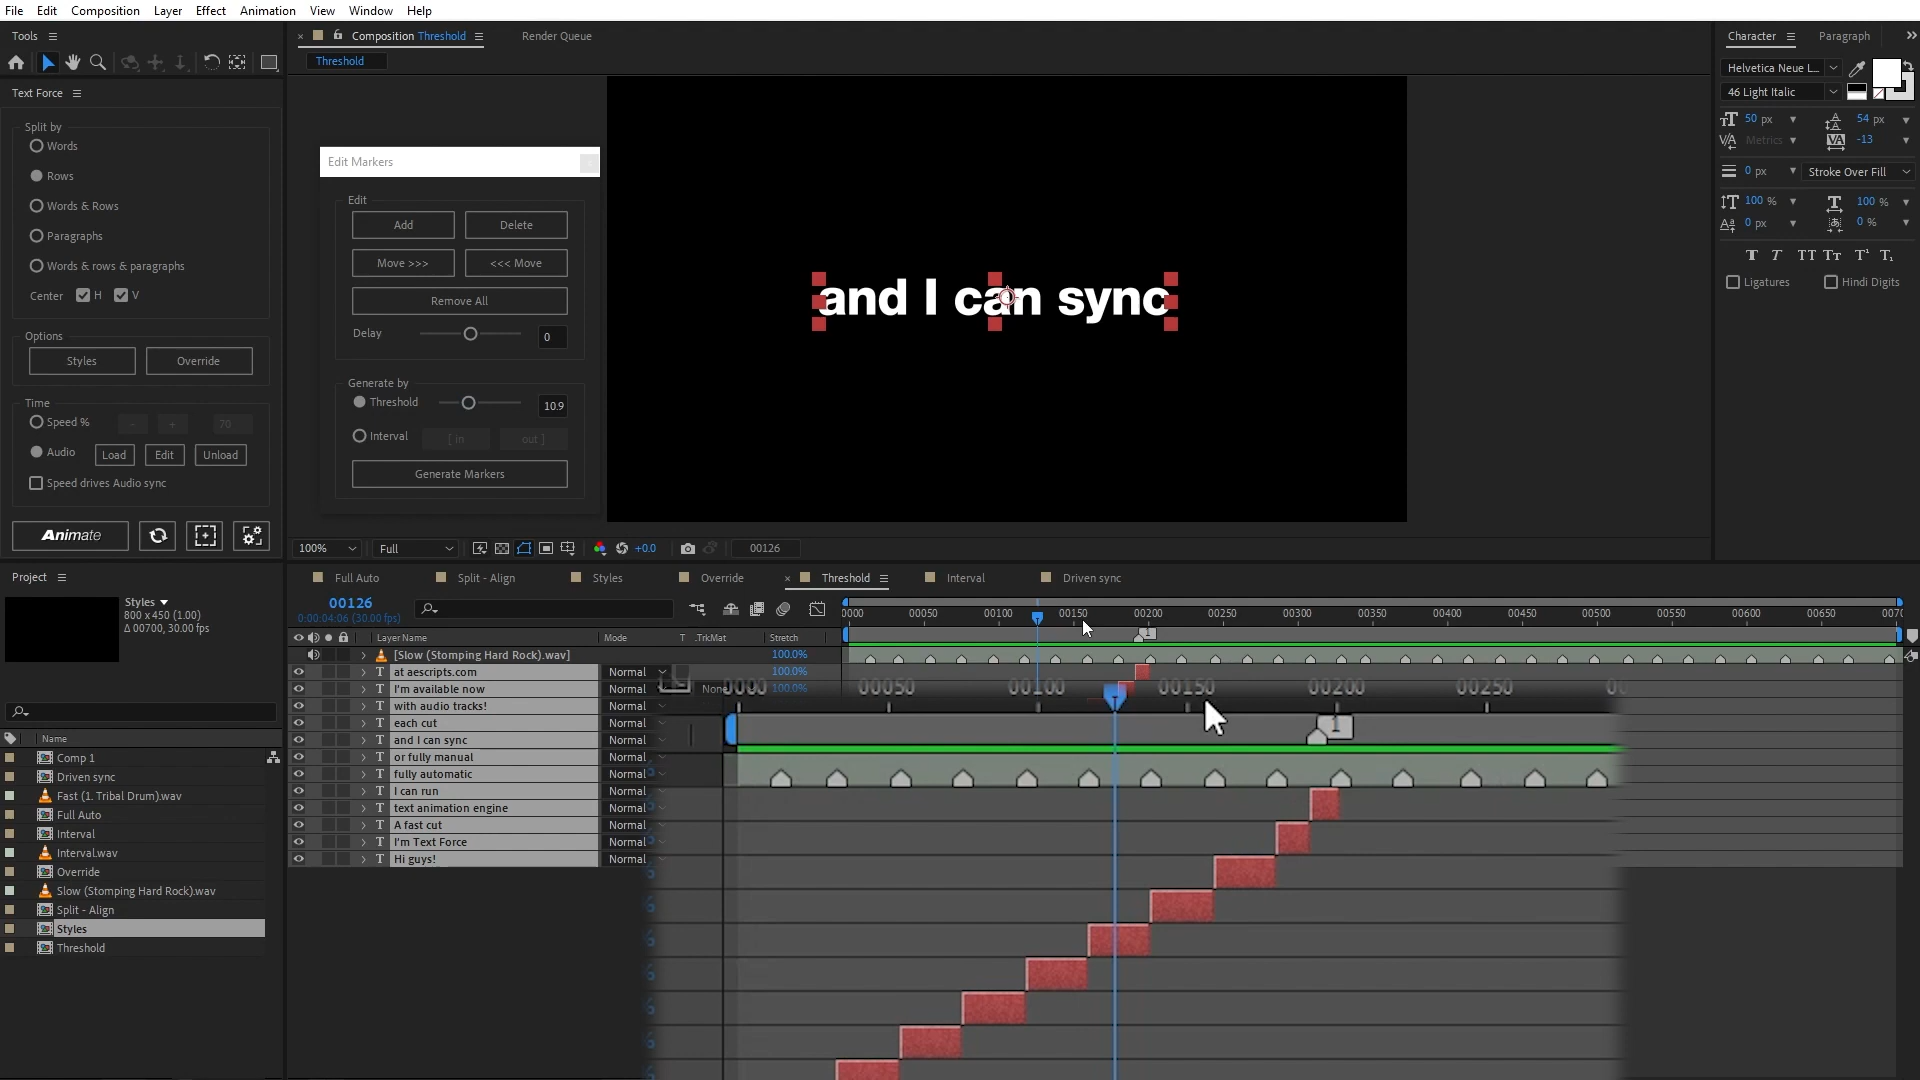 File Edit Composition Layer Effect Animation View Window Help
Tools
Composition Threshold
Render Queue
Threshold
Character
Paragraph
Helvetica Neue L...
46 Light Italic
50 px
54 px
Metrics
-13
0 px
Stroke Over Fill
100 %
100 %
0 px
0 %
Ligatures
Hindi Digits
Text Force
Split by
Words
Rows
Words & Rows
Paragraphs
Words & rows & paragraphs
Center H V
Options
Styles
Override
Time
Speed %
70
Audio
Load
Edit
Unload
Speed drives Audio sync
Animate
Edit Markers
Edit
Add
Delete
Move >>>
<<< Move
Remove All
Delay
0
Generate by
Threshold
10.9
Interval
[ in
out ]
Generate Markers
and I can sync
100%
Full
+0.0
00126
Project
Styles
800 x 450 (1.00)
Δ 00700, 30.00 fps
Name
Comp 1
Driven sync
Fast (1. Tribal Drum).wav
Full Auto
Interval
Interval.wav
Override
Slow (Stomping Hard Rock).wav
Split - Align
Styles
Threshold
Full Auto
Split - Align
Styles
Override
Threshold
Interval
Driven sync
00126
0:00:04:06 (30.00 fps)
0000 00050 00100 00150 00200 00250 00300 00350 00400 00450 00500 00550 00600 00650 0070
1
Layer Name
Mode
T
.TrkMat
Stretch
[Slow (Stomping Hard Rock).wav]
100.0%
at aescripts.com
Normal
100.0%
I'm available now
Normal
None
100.0%
with audio tracks!
Normal
each cut
Normal
and I can sync
Normal
or fully manual
Normal
fully automatic
Normal
I can run
Normal
text animation engine
Normal
A fast cut
Normal
I'm Text Force
Normal
Hi guys!
Normal
0000 00050 00100 00150 00200 00250
1